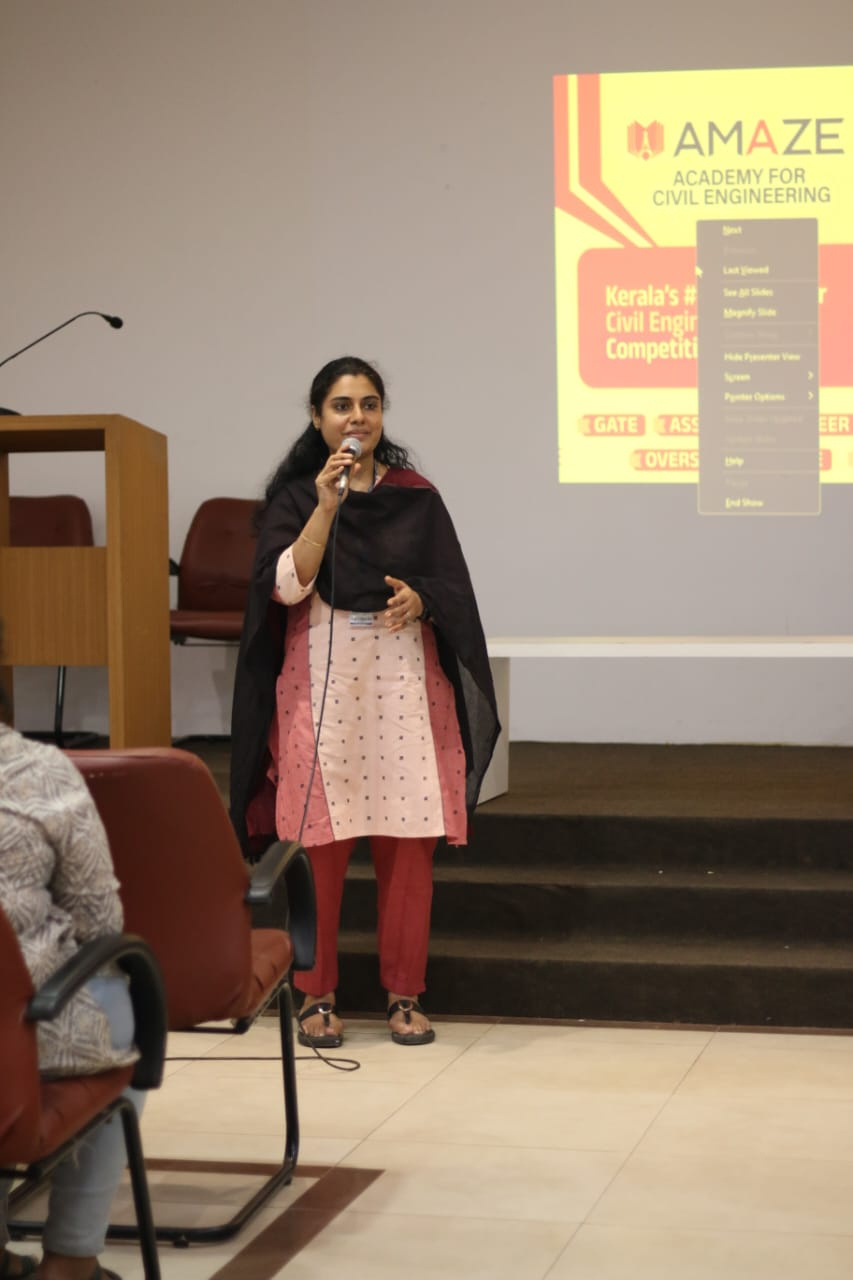 AMAZE
ACADEMY FOR
CIVIL ENGINEERING
Kerala's #
Civil Engin
Competiti
GATE
ASS
EER
OVERS
E
Next
Last Viewed
See All Slides
Magnify Slide
Hide Presenter View
Screen
Pointer Options
Help
End Show